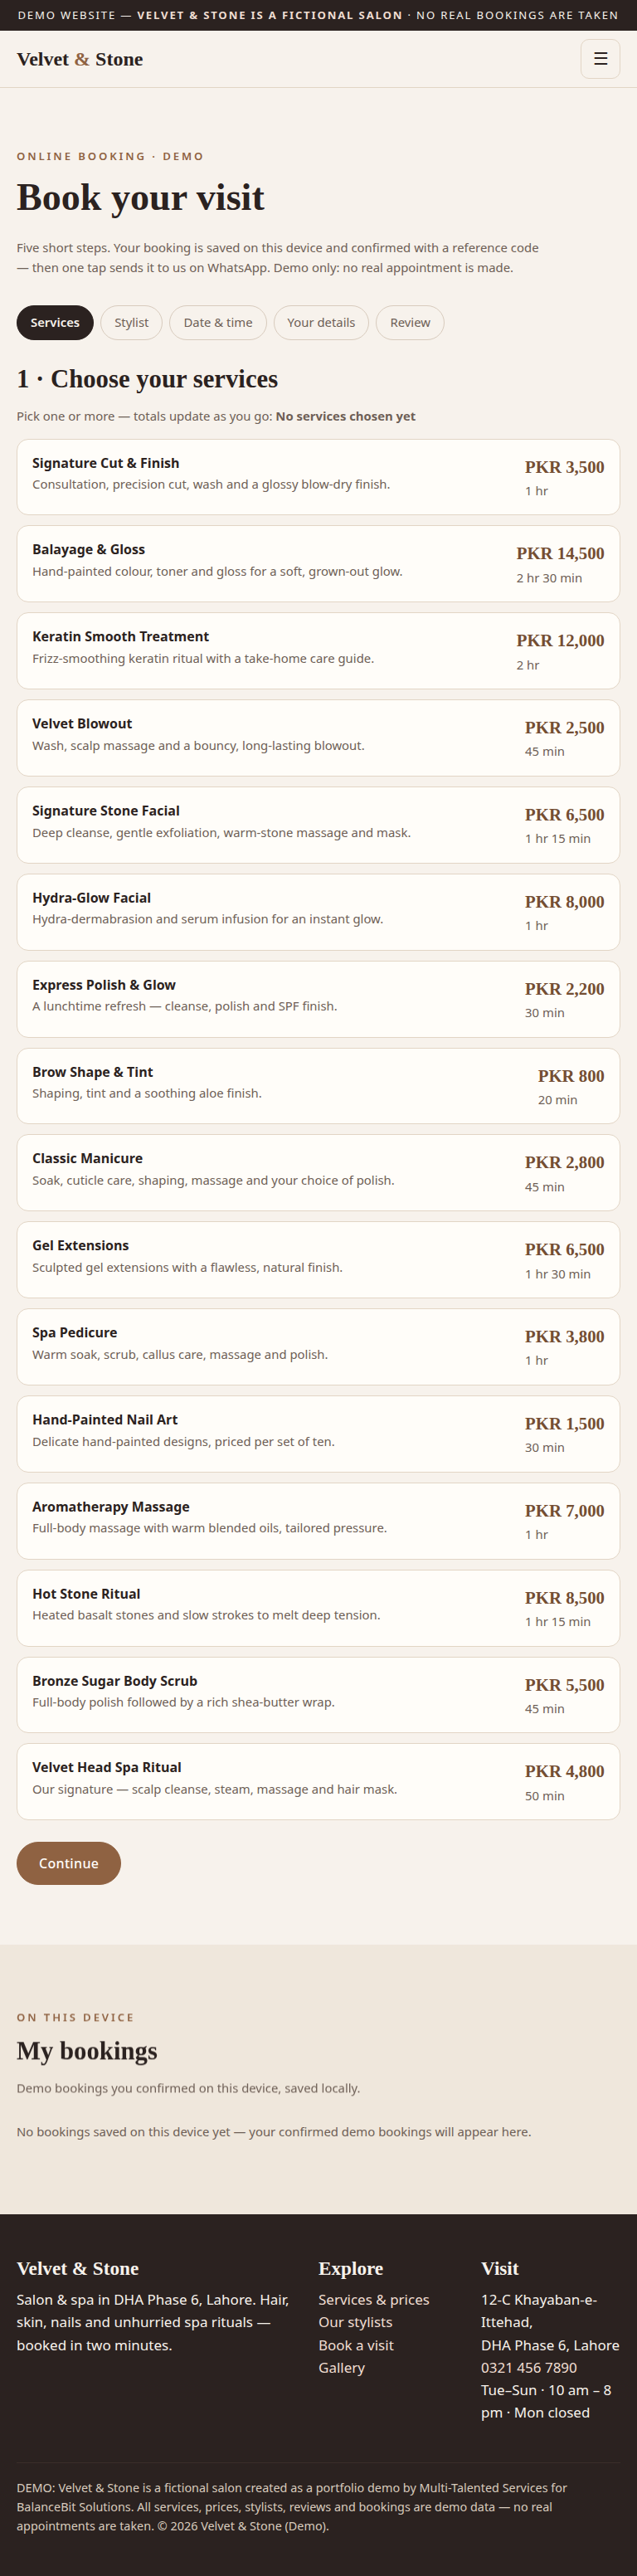 DEMO WEBSITE — VELVET & STONE IS A FICTIONAL SALON · NO REAL BOOKINGS ARE TAKEN
Velvet & Stone
☰
ONLINE BOOKING · DEMO
Book your visit
Five short steps. Your booking is saved on this device and confirmed with a reference code
— then one tap sends it to us on WhatsApp. Demo only: no real appointment is made.
Services Stylist Date & time Your details Review
1 · Choose your services
Pick one or more — totals update as you go: No services chosen yet
Signature Cut & Finish PKR 3,500
Consultation, precision cut, wash and a glossy blow-dry finish. 1 hr
Balayage & Gloss PKR 14,500
Hand-painted colour, toner and gloss for a soft, grown-out glow. 2 hr 30 min
Keratin Smooth Treatment PKR 12,000
Frizz-smoothing keratin ritual with a take-home care guide. 2 hr
Velvet Blowout PKR 2,500
Wash, scalp massage and a bouncy, long-lasting blowout. 45 min
Signature Stone Facial PKR 6,500
Deep cleanse, gentle exfoliation, warm-stone massage and mask. 1 hr 15 min
Hydra-Glow Facial PKR 8,000
Hydra-dermabrasion and serum infusion for an instant glow. 1 hr
Express Polish & Glow PKR 2,200
A lunchtime refresh — cleanse, polish and SPF finish. 30 min
Brow Shape & Tint PKR 800
Shaping, tint and a soothing aloe finish. 20 min
Classic Manicure PKR 2,800
Soak, cuticle care, shaping, massage and your choice of polish. 45 min
Gel Extensions PKR 6,500
Sculpted gel extensions with a flawless, natural finish. 1 hr 30 min
Spa Pedicure PKR 3,800
Warm soak, scrub, callus care, massage and polish. 1 hr
Hand-Painted Nail Art PKR 1,500
Delicate hand-painted designs, priced per set of ten. 30 min
Aromatherapy Massage PKR 7,000
Full-body massage with warm blended oils, tailored pressure. 1 hr
Hot Stone Ritual PKR 8,500
Heated basalt stones and slow strokes to melt deep tension. 1 hr 15 min
Bronze Sugar Body Scrub PKR 5,500
Full-body polish followed by a rich shea-butter wrap. 45 min
Velvet Head Spa Ritual PKR 4,800
Our signature — scalp cleanse, steam, massage and hair mask. 50 min
Continue
ON THIS DEVICE
My bookings
Demo bookings you confirmed on this device, saved locally.
No bookings saved on this device yet — your confirmed demo bookings will appear here.
Velvet & Stone
Salon & spa in DHA Phase 6, Lahore. Hair,
skin, nails and unhurried spa rituals —
booked in two minutes.
Explore
Services & prices
Our stylists
Book a visit
Gallery
Visit
12-C Khayaban-e-
Ittehad,
DHA Phase 6, Lahore
0321 456 7890
Tue–Sun · 10 am – 8
pm · Mon closed
DEMO: Velvet & Stone is a fictional salon created as a portfolio demo by Multi-Talented Services for
BalanceBit Solutions. All services, prices, stylists, reviews and bookings are demo data — no real
appointments are taken. © 2026 Velvet & Stone (Demo).